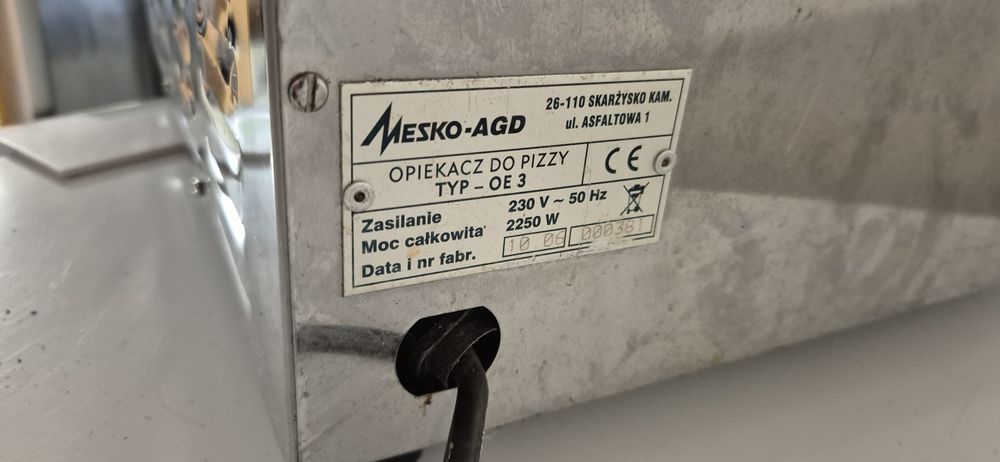 MESKO-AGD
26-110 SKARŻYSKO KAM.
ul. ASFALTOWA 1
OPIEKACZ DO PIZZY
TYP – OE 3
CE
Zasilanie 230 V ~ 50 Hz
Moc całkowita 2250 W
Data i nr fabr. 10.06 000361